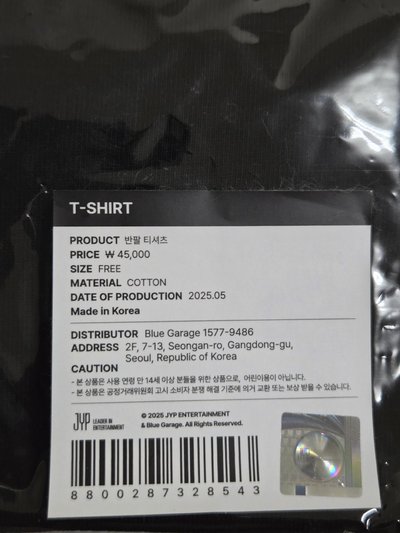 T-SHIRT
PRODUCT 반팔 티셔츠
PRICE ₩ 45,000
SIZE FREE
MATERIAL COTTON
DATE OF PRODUCTION 2025.05
Made in Korea
DISTRIBUTOR Blue Garage 1577-9486
ADDRESS 2F, 7-13, Seongan-ro, Gangdong-gu,
Seoul, Republic of Korea
CAUTION
- 본 상품은 사용 연령 만 14세 이상 분들을 위한 상품으로, 어린이용이 아닙니다.
- 본 상품은 공정거래위원회 고시 소비자 분쟁 해결 기준에 의거 교환 또는 보상 받을 수 있습니다.
JYP LEADER IN
ENTERTAINMENT
© 2025 JYP ENTERTAINMENT
& Blue Garage. All Rights Reserved.
8800287328543